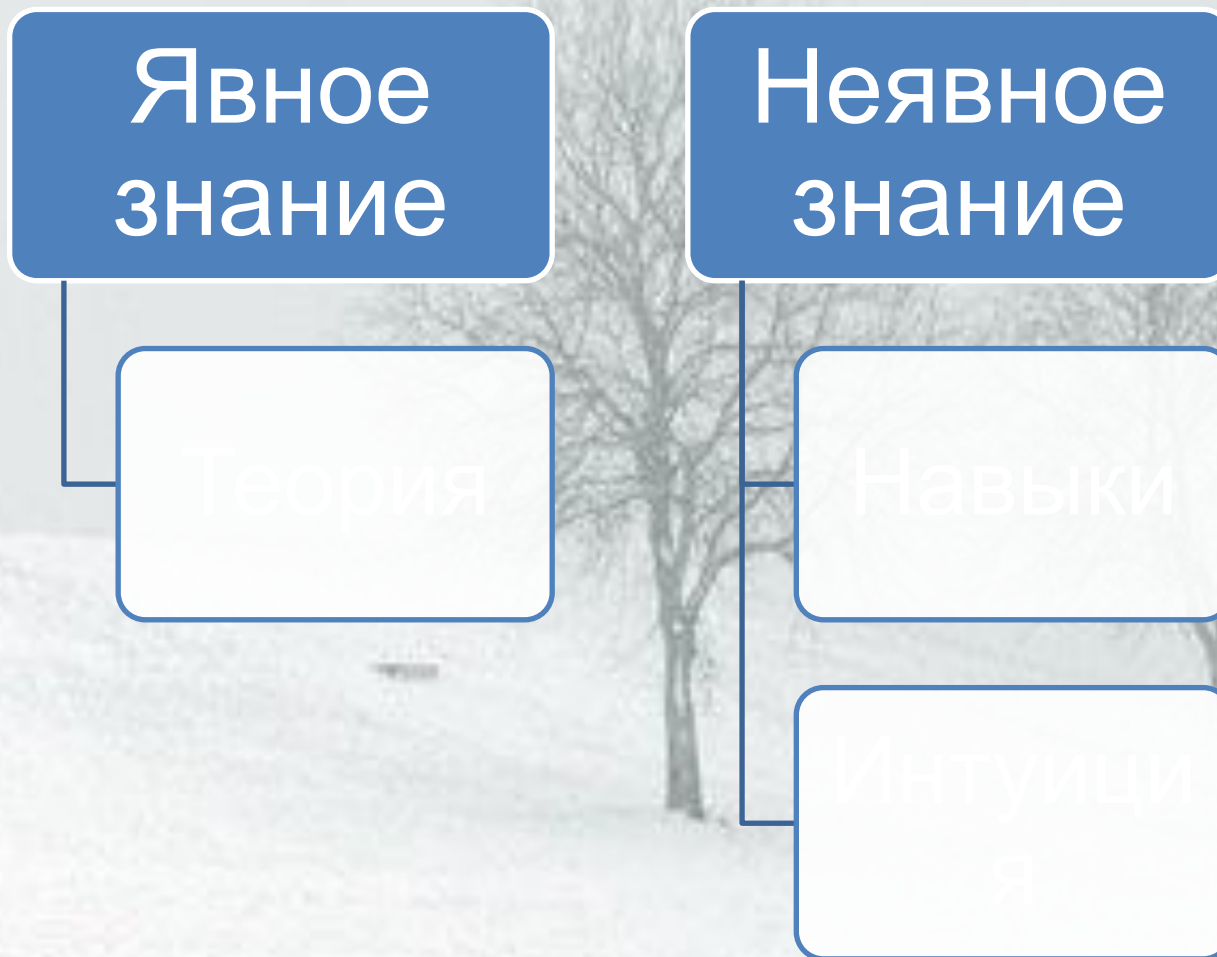 Явное
знание
Теория
Неявное
знание
Навыки
Интуици
я